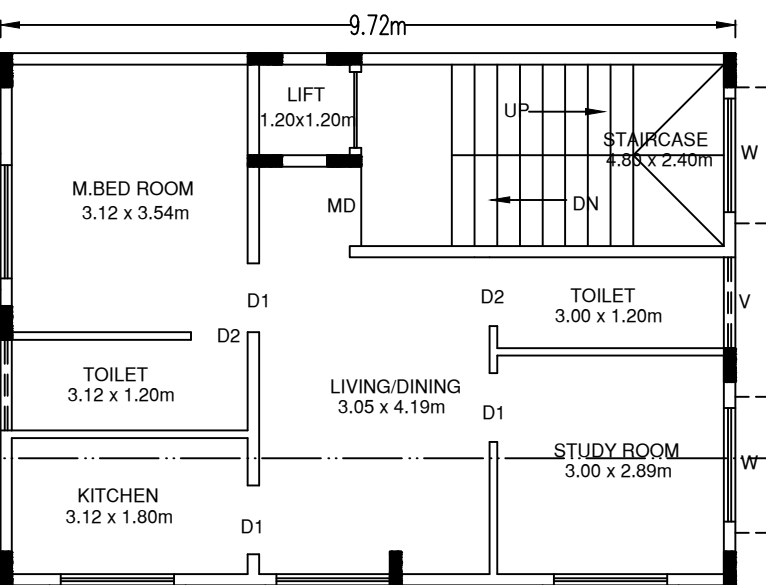 9.72m
LIFT
1.20x1.20m
UP
STAIRCASE
4.80 x 2.40m
W
M.BED ROOM
3.12 x 3.54m
MD
DN
D1
D2
TOILET
3.00 x 1.20m
V
D2
TOILET
3.12 x 1.20m
LIVING/DINING
3.05 x 4.19m
D1
STUDY ROOM
3.00 x 2.89m
W
KITCHEN
3.12 x 1.80m
D1